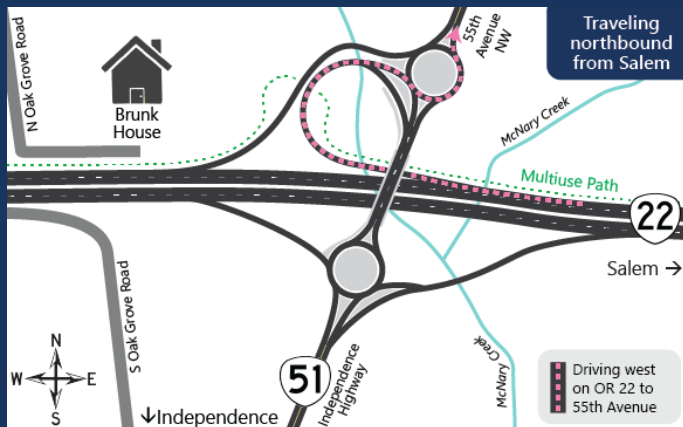 Traveling
northbound
from Salem
55th
Avenue
NW
N Oak Grove Road
Brunk
House
McNary Creek
Multiuse Path
22
Salem →
S Oak Grove Road
N
W
E
S
51
Independence
Highway
↓Independence
McNary Creek
Driving west
on OR 22 to
55th Avenue